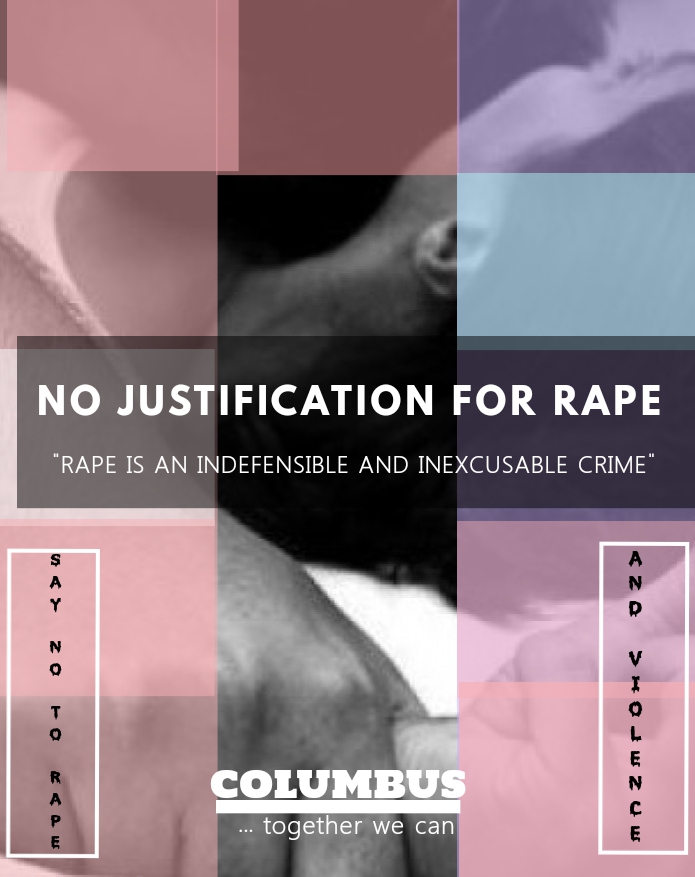 NO JUSTIFICATION FOR RAPE
"RAPE IS AN INDEFENSIBLE AND INEXCUSABLE CRIME"
SAY NO TO RAPE
AND VIOLENCE
COLUMBUS
... together we can